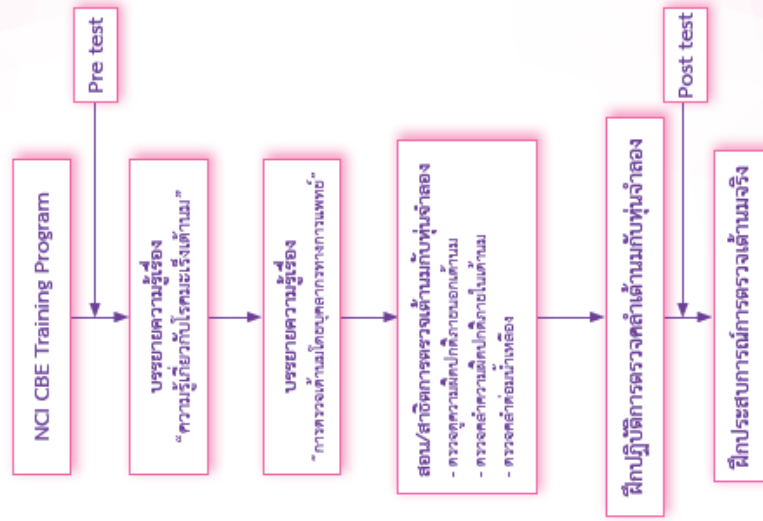 NCI CBE Training Program
Pre test
บรรยายความรู้เรื่อง
“ความรู้เกี่ยวกับโรคมะเร็งเต้านม”
บรรยายความรู้เรื่อง
“การตรวจเต้านมโดยบุคลากรทางการแพทย์”
สอน/สาธิตการตรวจเต้านมกับหุ่นจำลอง
- ตรวจดูความผิดปกติภายนอกเต้านม
- ตรวจคลำความผิดปกติภายในเต้านม
- ตรวจคลำต่อมน้ำเหลือง
ฝึกปฏิบัติการตรวจคลำเต้านมกับหุ่นจำลอง
Post test
ฝึกประสบการณ์การตรวจเต้านมจริง